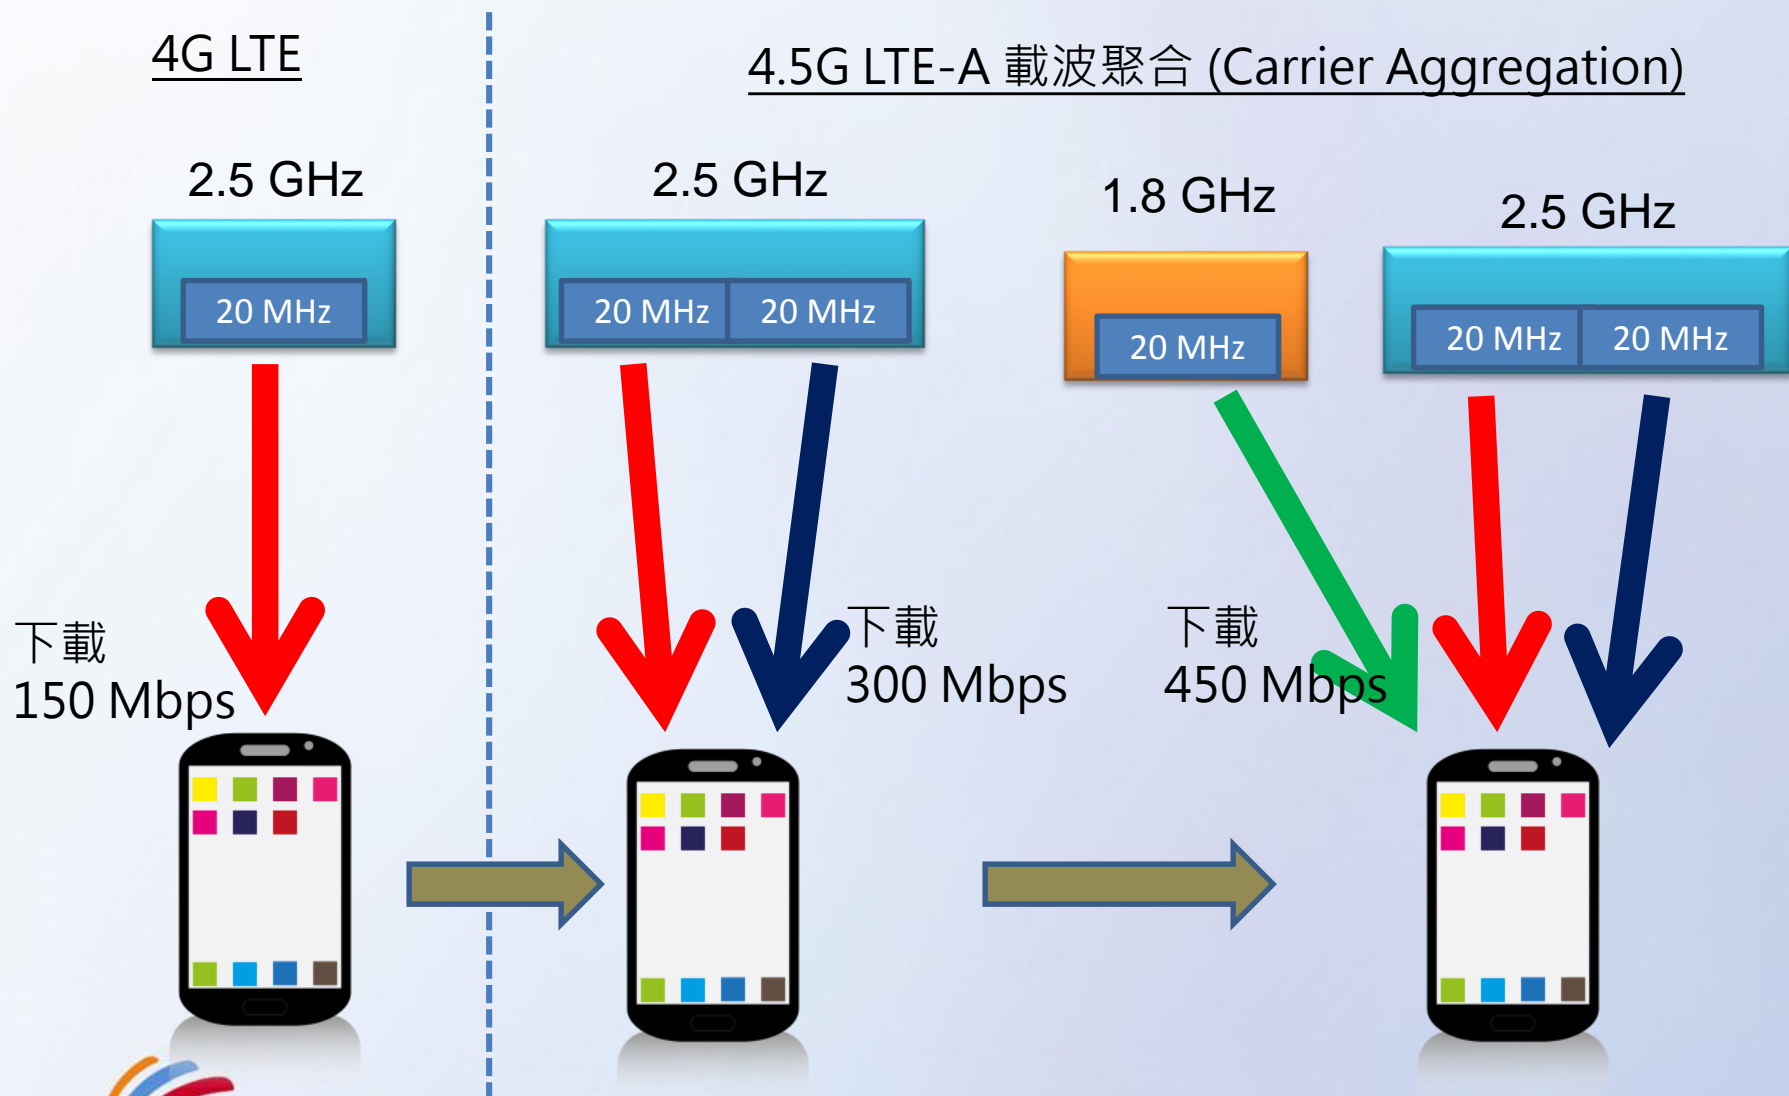 4G LTE
4.5G LTE-A 載波聚合 (Carrier Aggregation)
2.5 GHz
20 MHz
2.5 GHz
20 MHz 20 MHz
1.8 GHz
20 MHz
2.5 GHz
20 MHz 20 MHz
下載
150 Mbps
下載
300 Mbps
下載
450 Mbps